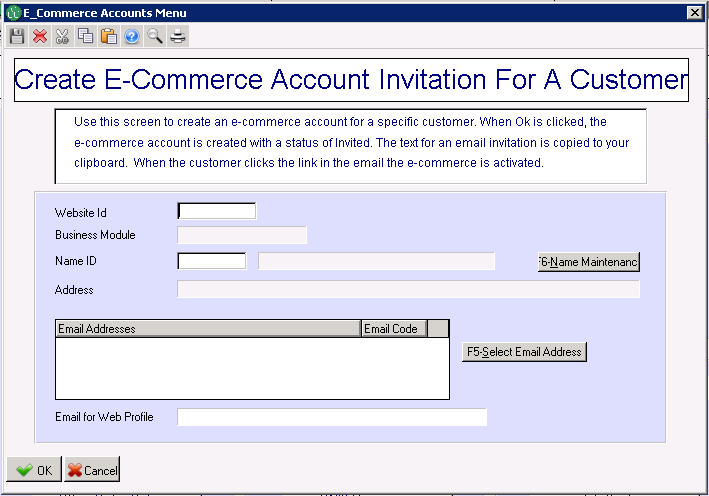 E_Commerce Accounts Menu
Create E-Commerce Account Invitation For A Customer
Use this screen to create an e-commerce account for a specific customer. When Ok is clicked, the
e-commerce account is created with a status of Invited. The text for an email invitation is copied to your
clipboard. When the customer clicks the link in the email the e-commerce is activated.
Website Id
Business Module
Name ID
F6-Name Maintenanc
Address
Email Addresses Email Code
F5-Select Email Address
Email for Web Profile
OK Cancel